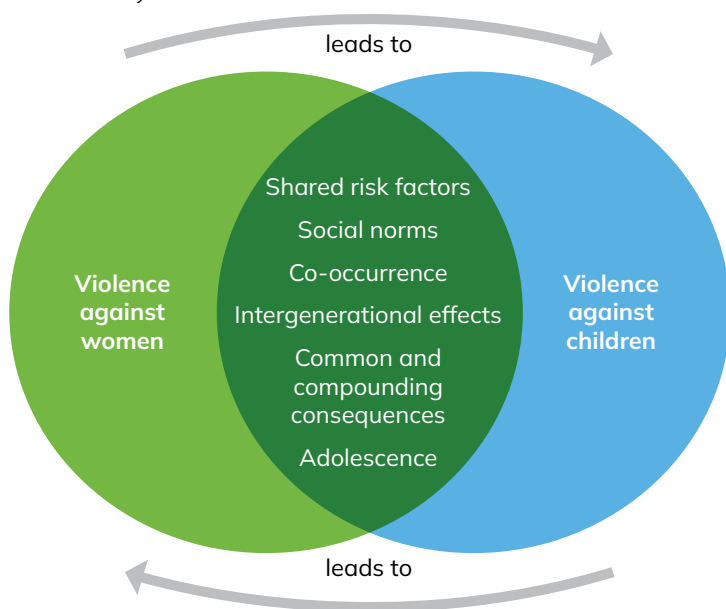 leads to
Shared risk factors
Social norms
Co-occurrence
Intergenerational effects
Common and
compounding
consequences
Adolescence
Violence
against
women
Violence
against
children
leads to